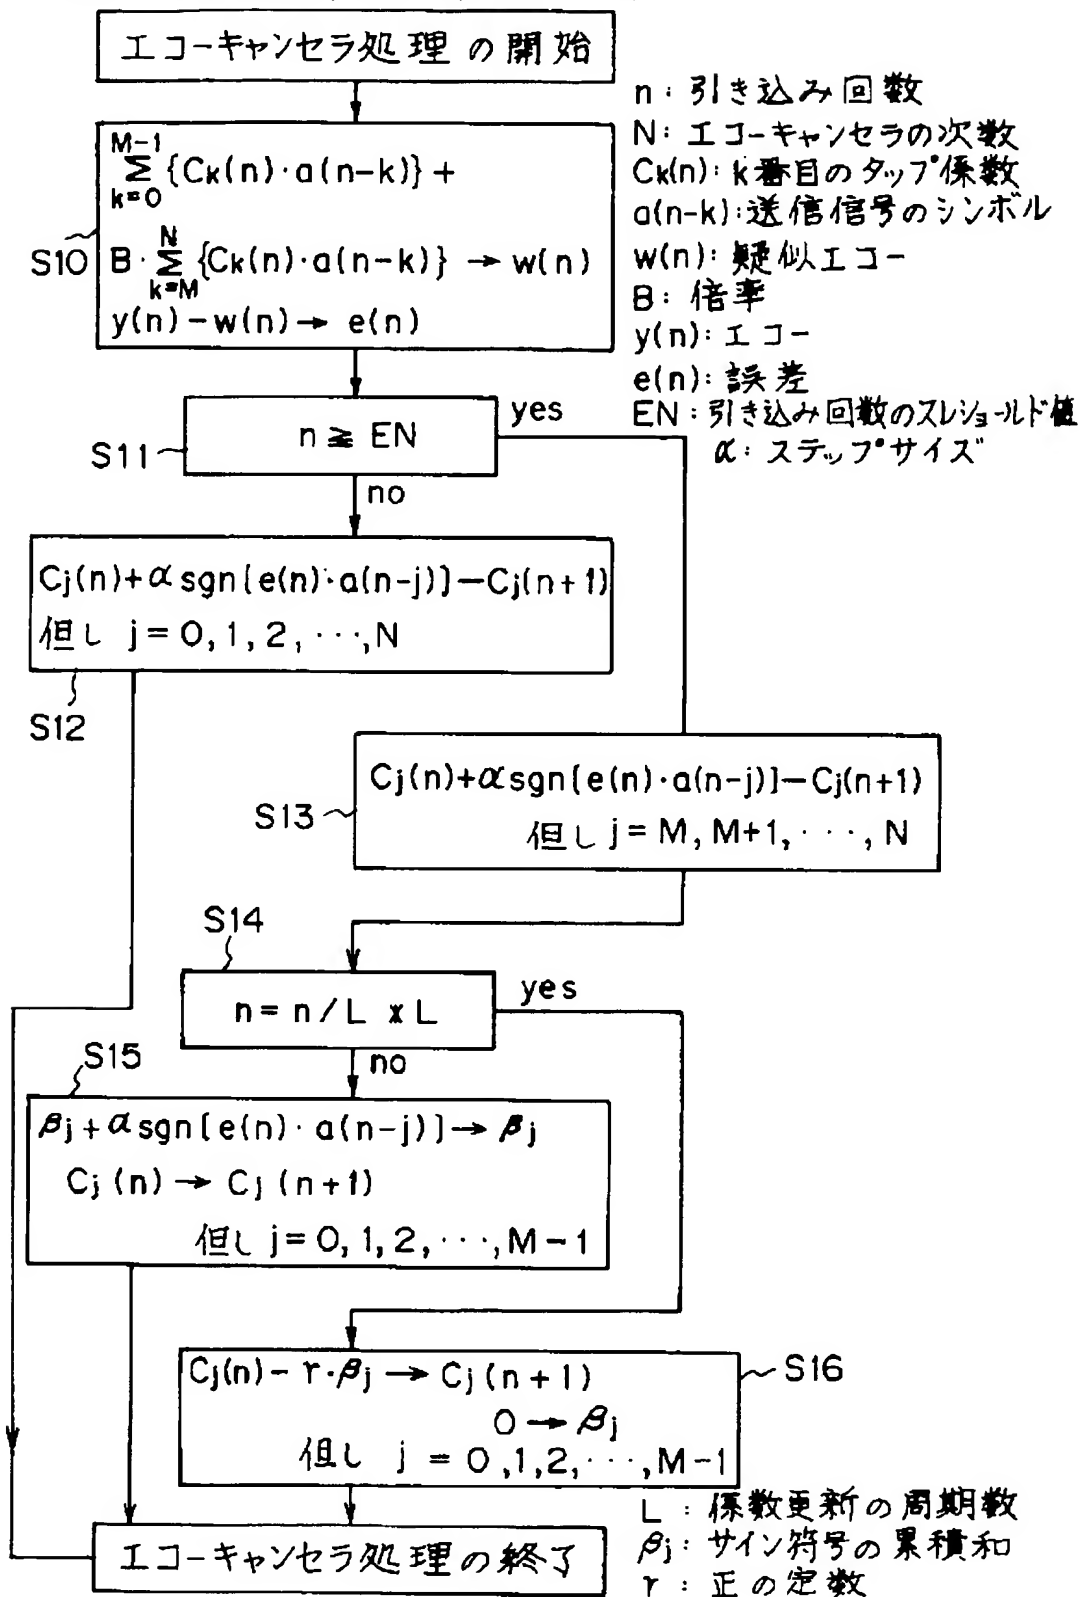 エコーキャンセラ処理の開始
n: 引き込み回数
N: エコーキャンセラの次数
Ck(n): k番目のタップ係数
a(n-k): 送信信号のシンボル
w(n): 疑似エコー
B: 倍率
y(n): エコー
e(n): 誤差
EN: 引き込み回数のスレショールド値
α: ステップサイズ
S10
M-1
Σ {Ck(n)·a(n-k)} +
k=0
N
B·Σ {Ck(n)·a(n-k)} → w(n)
k=M
y(n) - w(n) → e(n)
S11
n ≧ EN
yes
no
Cj(n)+α sgn[e(n)·a(n-j)]—Cj(n+1)
但し j = 0, 1, 2, ···, N
S12
S13
Cj(n)+α sgn[e(n)·a(n-j)]—Cj(n+1)
但し j = M, M+1, ···, N
S14
n = n / L × L
yes
no
S15
βj + α sgn[e(n)·a(n-j)] → βj
Cj(n) → Cj(n+1)
但し j = 0, 1, 2, ···, M-1
S16
Cj(n) - r·βj → Cj(n+1)
0 → βj
但し j = 0, 1, 2, ···, M-1
エコーキャンセラ処理の終了
L: 係数更新の周期数
βj: サイン符号の累積和
r: 正の定数